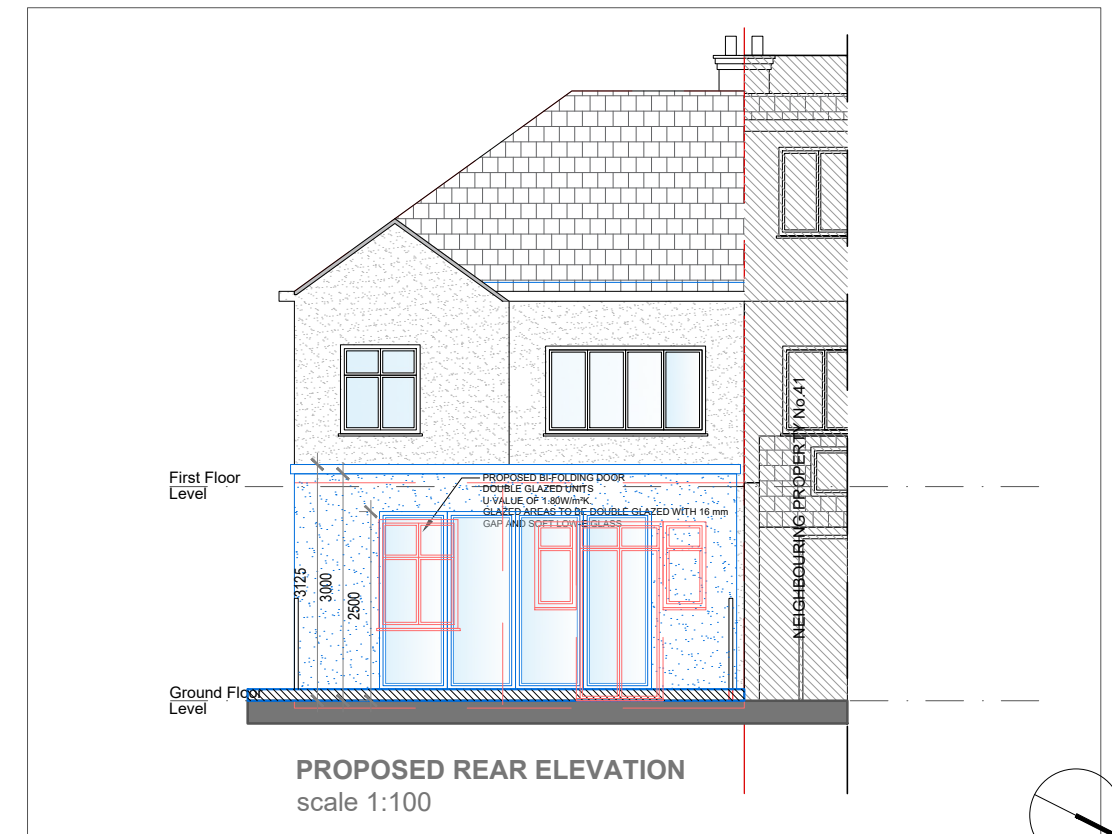 First Floor
Level
PROPOSED BI-FOLDING DOOR
DOUBLE GLAZED UNITS
U-VALUE OF 1.80W/m²K.
GLAZED AREAS TO BE DOUBLE GLAZED WITH 16 mm
GAP AND SOFT LOW-E GLASS
3125
3000
2500
NEIGHBOURING PROPERTY No.41
Ground Floor
Level
PROPOSED REAR ELEVATION
scale 1:100